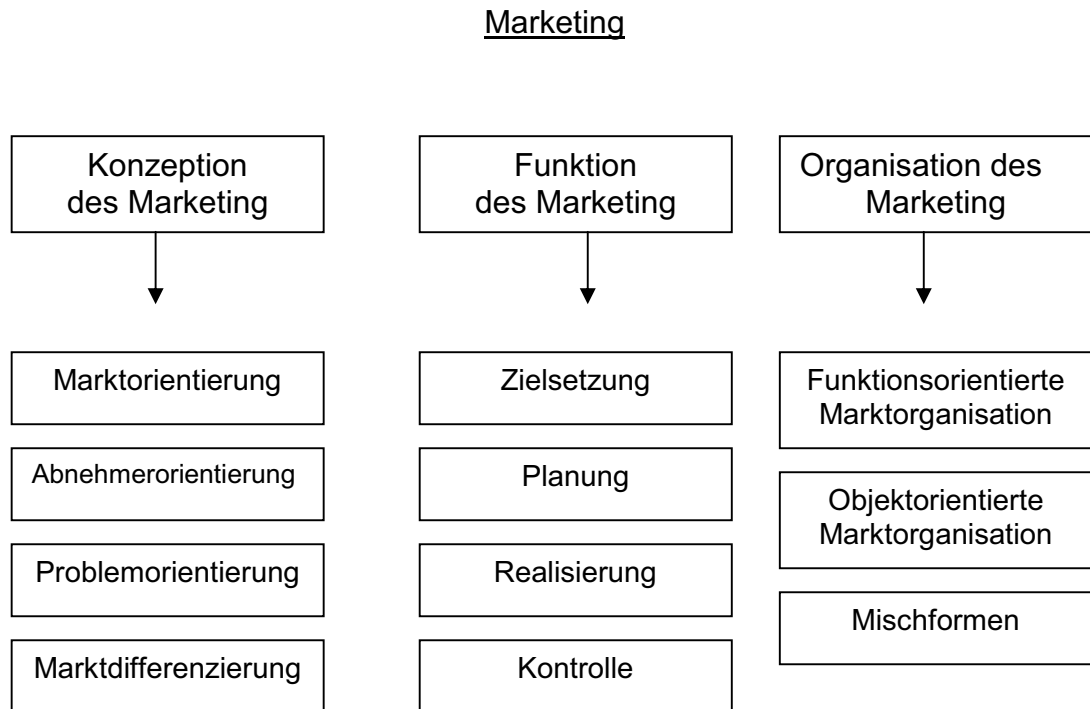 Marketing
Konzeption
des Marketing
Marktorientierung
Abnehmerorientierung
Problemorientierung
Marktdifferenzierung
Funktion
des Marketing
Zielsetzung
Planung
Realisierung
Kontrolle
Organisation des
Marketing
Funktionsorientierte
Marktorganisation
Objektorientierte
Marktorganisation
Mischformen